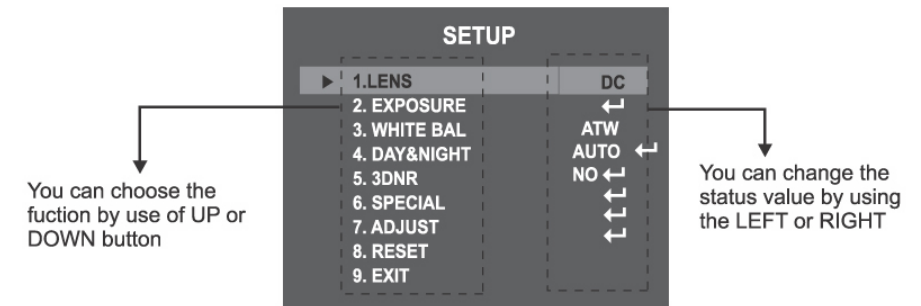 SETUP
1.LENS DC
2. EXPOSURE ↵
3. WHITE BAL ATW
4. DAY&NIGHT AUTO ↵
5. 3DNR NO ↵
6. SPECIAL ↵
7. ADJUST ↵
8. RESET ↵
9. EXIT
You can choose the
fuction by use of UP or
DOWN button
You can change the
status value by using
the LEFT or RIGHT